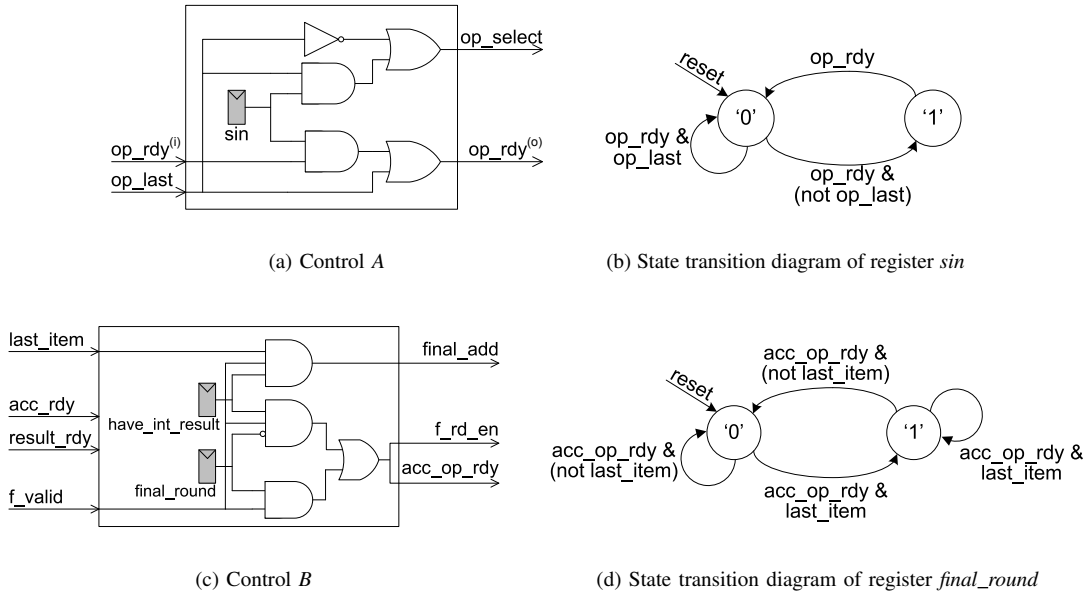 op_select
sin
op_rdy(i)
op_last
op_rdy(o)
(a) Control A
reset
op_rdy
‘0’
‘1’
op_rdy &
op_last
op_rdy &
(not op_last)
(b) State transition diagram of register sin
last_item
final_add
acc_rdy
have_int_result
result_rdy
f_rd_en
acc_op_rdy
final_round
f_valid
(c) Control B
acc_op_rdy &
(not last_item)
reset
‘0’
‘1’
acc_op_rdy &
(not last_item)
acc_op_rdy &
last_item
acc_op_rdy &
last_item
(d) State transition diagram of register final_round